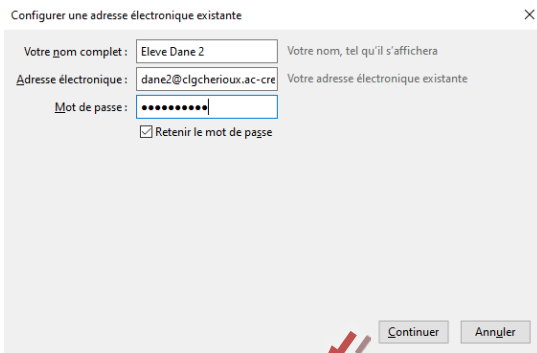 Configurer une adresse électronique existante
Votre nom complet : Eleve Dane 2 Votre nom, tel qu'il s'affichera
Adresse électronique : dane2@clgcherioux.ac-cre Votre adresse électronique existante
Mot de passe : ●●●●●●●●●●
Retenir le mot de passe
Continuer Annuler